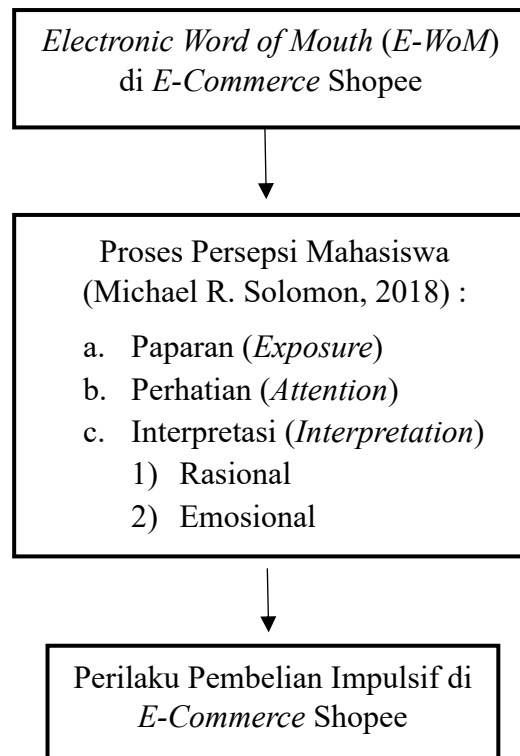 Electronic Word of Mouth (E-WoM)
di E-Commerce Shopee
Proses Persepsi Mahasiswa
(Michael R. Solomon, 2018) :
a. Paparan (Exposure)
b. Perhatian (Attention)
c. Interpretasi (Interpretation)
1) Rasional
2) Emosional
Perilaku Pembelian Impulsif di
E-Commerce Shopee